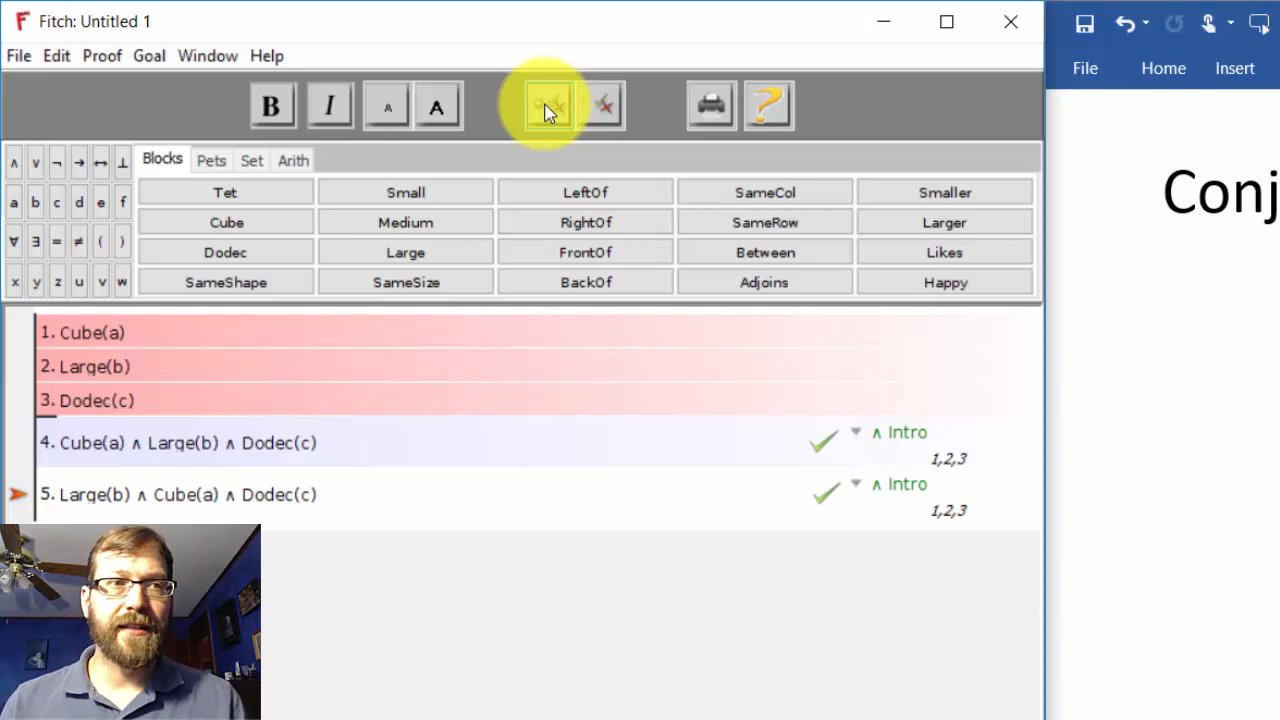 Fitch: Untitled 1
File Edit Proof Goal Window Help
B I A A
∧ ∨ ¬ → ↔ ⊥ Blocks Pets Set Arith
Tet Small LeftOf SameCol Smaller
a b c d e f
Cube Medium RightOf SameRow Larger
∀ ∃ = ≠ ( )
Dodec Large FrontOf Between Likes
x y z u v w
SameShape SameSize BackOf Adjoins Happy
1. Cube(a)
2. Large(b)
3. Dodec(c)
4. Cube(a) ∧ Large(b) ∧ Dodec(c) ∧ Intro
1,2,3
5. Large(b) ∧ Cube(a) ∧ Dodec(c) ∧ Intro
1,2,3
File Home Insert
Conj